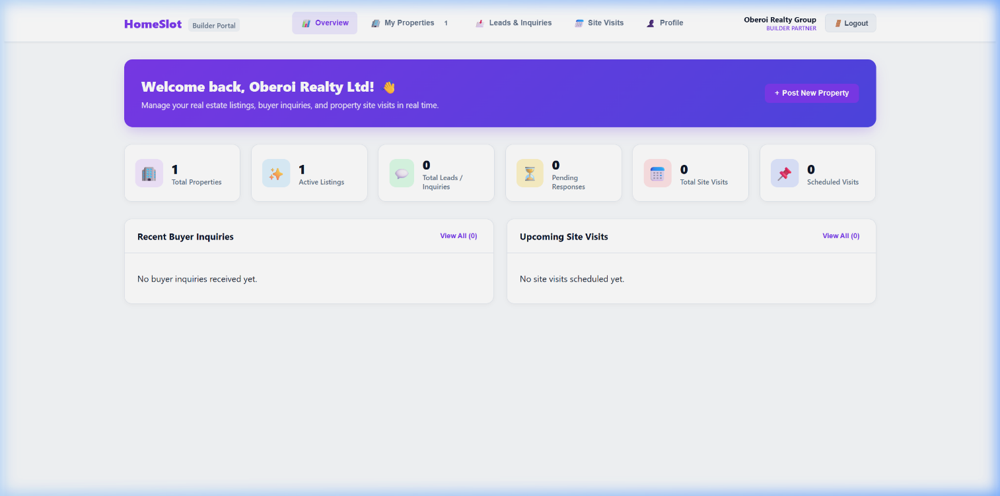 HomeSlot Builder Portal
Overview
My Properties 1
Leads & Inquiries
Site Visits
Profile
Oberoi Realty Group
BUILDER PARTNER
Logout
Welcome back, Oberoi Realty Ltd! 👋
Manage your real estate listings, buyer inquiries, and property site visits in real time.
+ Post New Property
1
Total Properties
1
Active Listings
0
Total Leads /
Inquiries
0
Pending
Responses
0
Total Site Visits
0
Scheduled Visits
Recent Buyer Inquiries
View All (0)
No buyer inquiries received yet.
Upcoming Site Visits
View All (0)
No site visits scheduled yet.